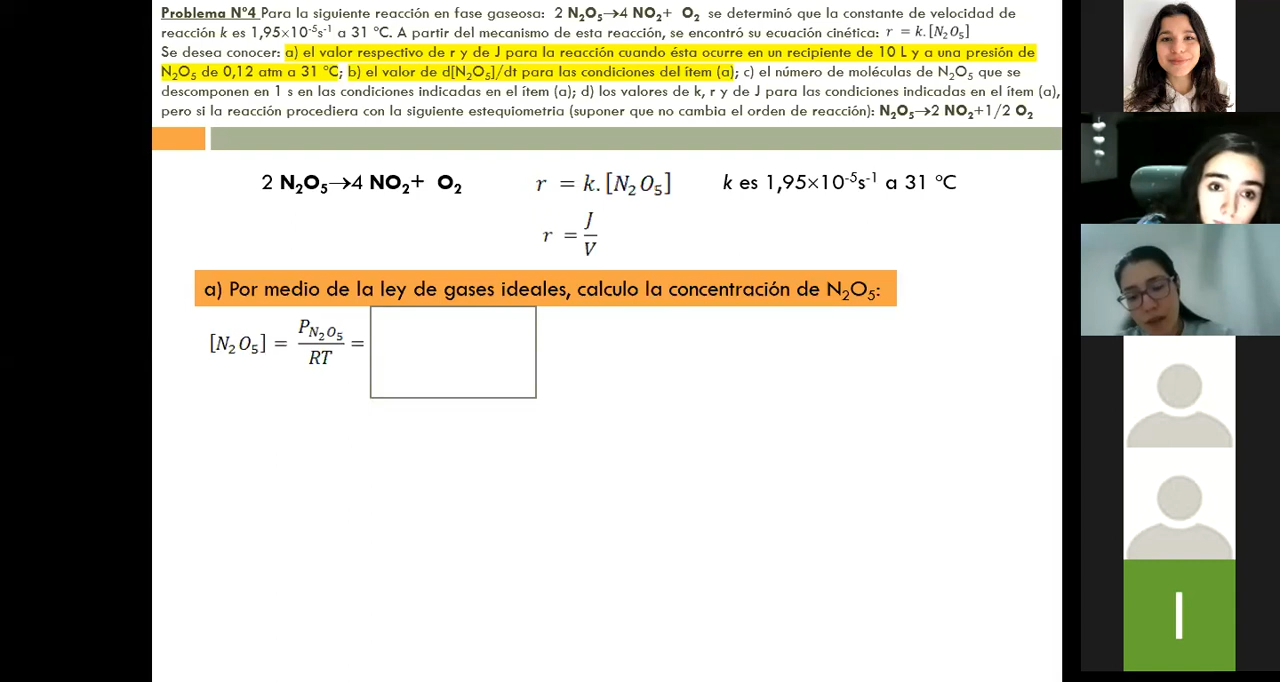 Problema N°4 Para la siguiente reacción en fase gaseosa: 2 N₂O₅→4 NO₂+ O₂ se determinó que la constante de velocidad de
reacción k es 1,95×10⁻⁵s⁻¹ a 31 °C. A partir del mecanismo de esta reacción, se encontró su ecuación cinética: r = k.[N₂O₅]
Se desea conocer: a) el valor respectivo de r y de J para la reacción cuando ésta ocurre en un recipiente de 10 L y a una presión de
N₂O₅ de 0,12 atm a 31 °C; b) el valor de d[N₂O₅]/dt para las condiciones del ítem (a); c) el número de moléculas de N₂O₅ que se
descomponen en 1 s en las condiciones indicadas en el ítem (a); d) los valores de k, r y de J para las condiciones indicadas en el ítem (a),
pero si la reacción procediera con la siguiente estequiometria (suponer que no cambia el orden de reacción): N₂O₅→2 NO₂+1/2 O₂
2 N₂O₅→4 NO₂+ O₂ r = k.[N₂O₅] k es 1,95×10⁻⁵s⁻¹ a 31 °C
r = J/V
a) Por medio de la ley de gases ideales, calculo la concentración de N₂O₅:
[N₂O₅] = P_N₂O₅/RT =
I